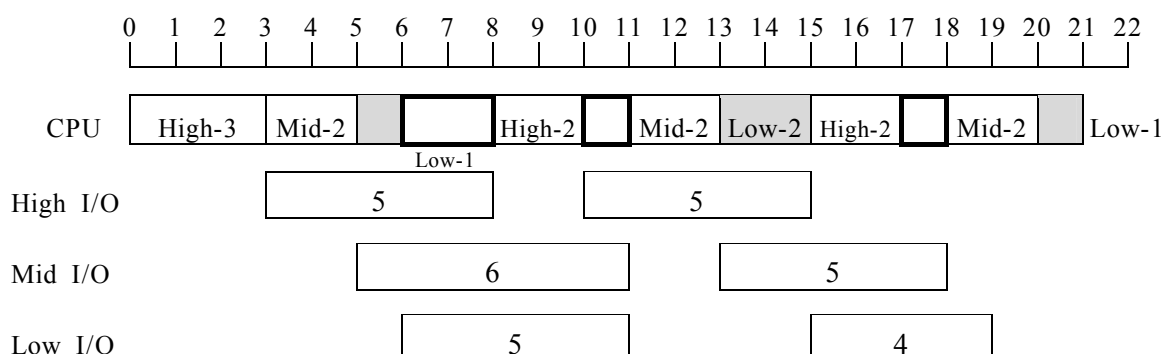 0 1 2 3 4 5 6 7 8 9 10 11 12 13 14 15 16 17 18 19 20 21 22
CPU High-3 Mid-2 High-2 Mid-2 Low-2 High-2 Mid-2 Low-1
Low-1
High I/O 5 5
Mid I/O 6 5
Low I/O 5 4